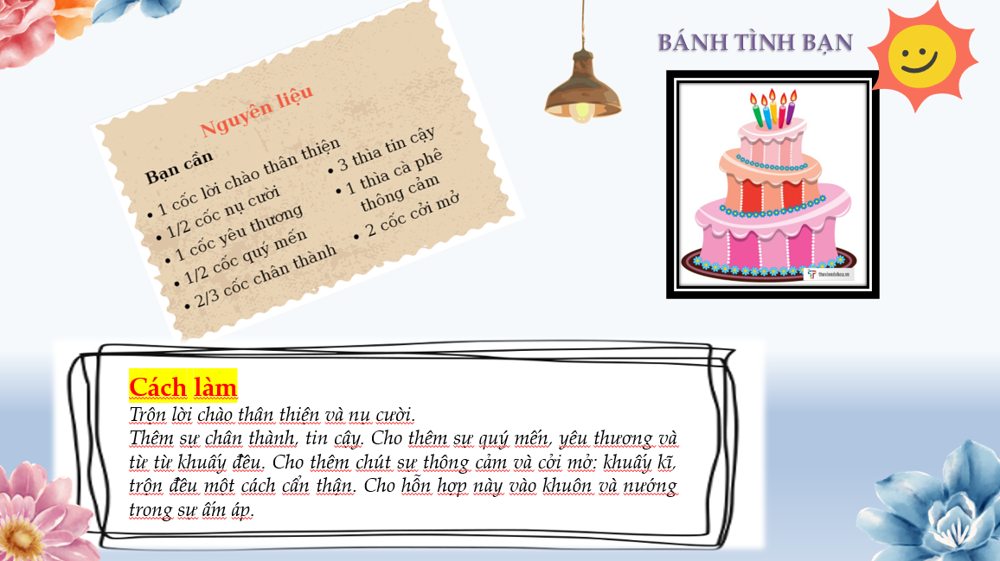 BÁNH TÌNH BẠN
Nguyên liệu
Bạn cần
• 1 cốc lời chào thân thiện
• 1/2 cốc nụ cười
• 1 cốc yêu thương
• 1/2 cốc quý mến
• 2/3 cốc chân thành
• 3 thìa tin cậy
• 1 thìa cà phê
thông cảm
• 2 cốc cởi mở
thuviendohoa.vn
Cách làm
Trộn lời chào thân thiện và nụ cười.
Thêm sự chân thành, tin cậy. Cho thêm sự quý mến, yêu thương và
từ từ khuấy đều. Cho thêm chút sự thông cảm và cởi mở: khuấy kĩ,
trộn đều một cách cẩn thận. Cho hỗn hợp này vào khuôn và nướng
trong sự ấm áp.